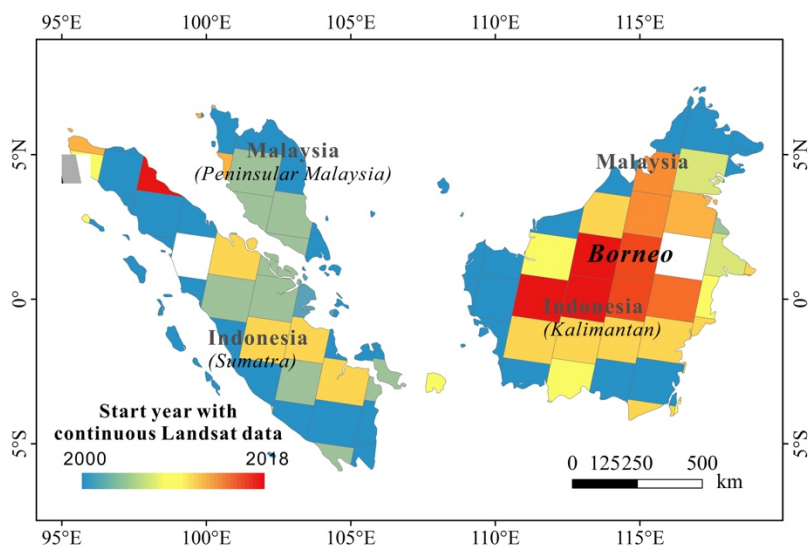 95°E 100°E 105°E 110°E 115°E
5°N 5°N
Malaysia
(Peninsular Malaysia)
Malaysia
Borneo
0° 0°
Indonesia
(Kalimantan)
Indonesia
(Sumatra)
Start year with
continuous Landsat data
2000 2018
5°S 5°S
0 125250 500
km
95°E 100°E 105°E 110°E 115°E